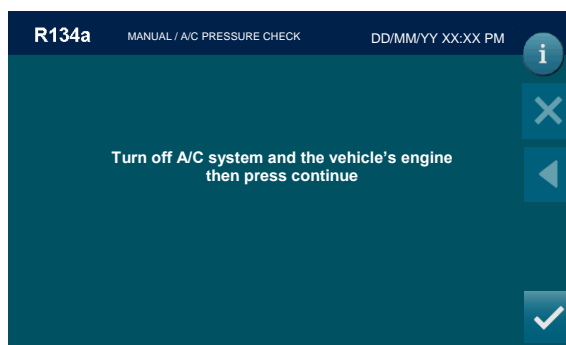 R134a MANUAL / A/C PRESSURE CHECK DD/MM/YY XX:XX PM
i
Turn off A/C system and the vehicle's engine
then press continue